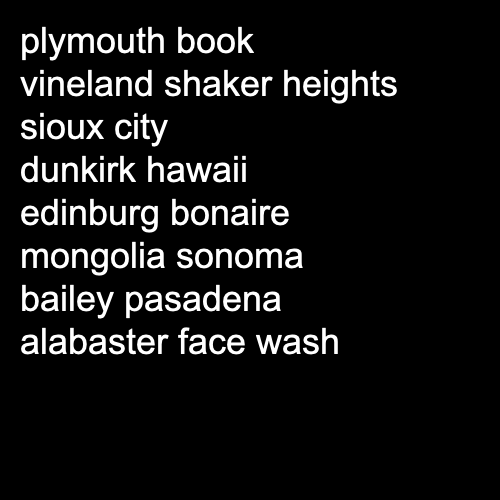 plymouth book
vineland shaker heights
sioux city
dunkirk hawaii
edinburg bonaire
mongolia sonoma
bailey pasadena
alabaster face wash